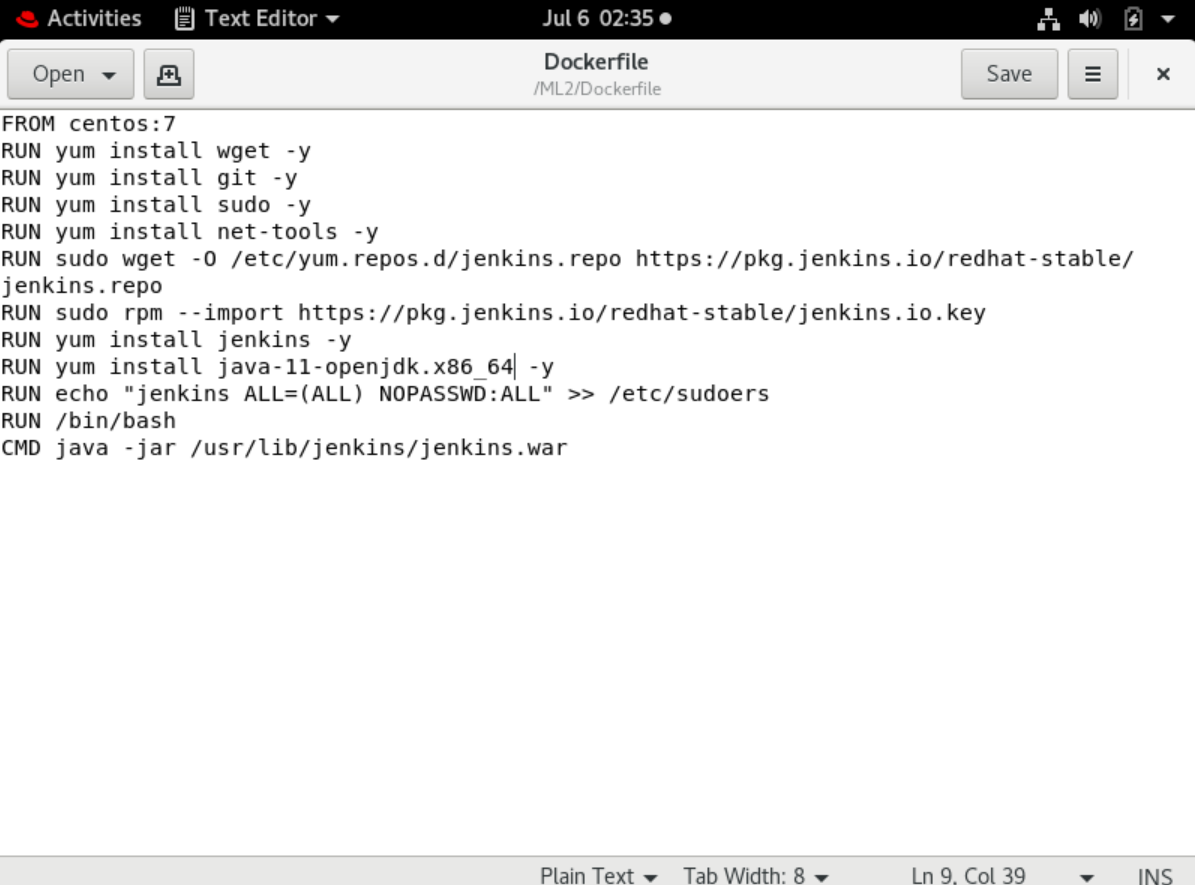 Activities Text Editor Jul 6 02:35
Open Dockerfile Save
/ML2/Dockerfile
FROM centos:7
RUN yum install wget -y
RUN yum install git -y
RUN yum install sudo -y
RUN yum install net-tools -y
RUN sudo wget -O /etc/yum.repos.d/jenkins.repo https://pkg.jenkins.io/redhat-stable/
jenkins.repo
RUN sudo rpm --import https://pkg.jenkins.io/redhat-stable/jenkins.io.key
RUN yum install jenkins -y
RUN yum install java-11-openjdk.x86_64 -y
RUN echo "jenkins ALL=(ALL) NOPASSWD:ALL" >> /etc/sudoers
RUN /bin/bash
CMD java -jar /usr/lib/jenkins/jenkins.war
Plain Text Tab Width: 8 Ln 9, Col 39 INS